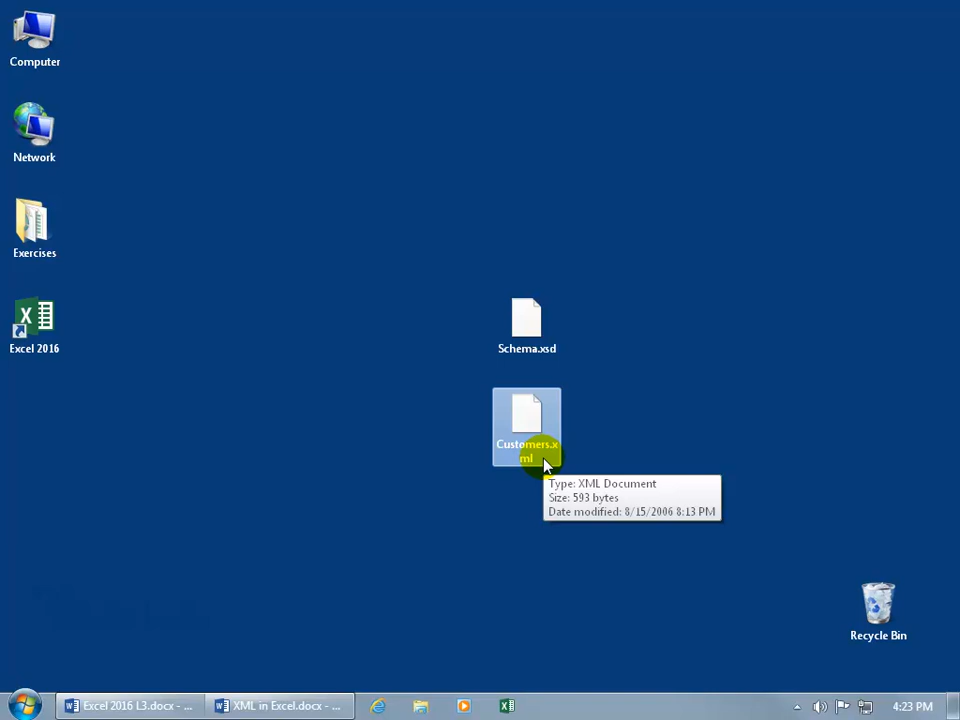 Computer
Network
Exercises
Excel 2016
Schema.xsd
Customers.x
ml
Type: XML Document
Size: 593 bytes
Date modified: 8/15/2006 8:13 PM
Recycle Bin
Excel 2016 L3.docx - ...
XML in Excel.docx - ...
4:23 PM